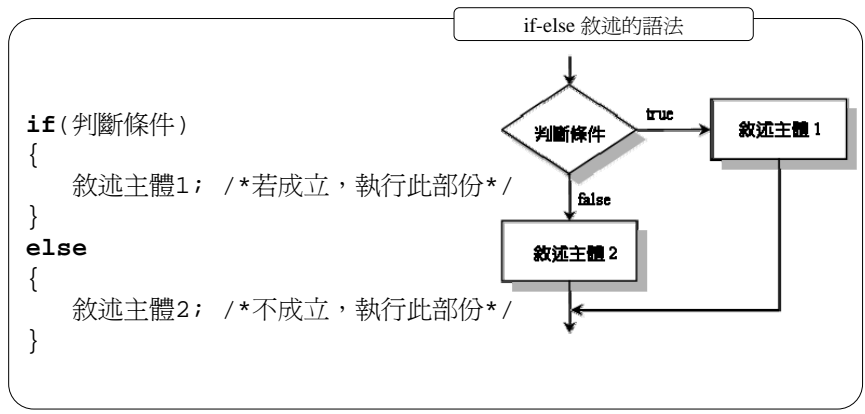 if-else 敘述的語法
if(判斷條件)
{
敘述主體1; /*若成立，執行此部份*/
}
else
{
敘述主體2; /*不成立，執行此部份*/
}
判斷條件
true
敘述主體 1
false
敘述主體 2